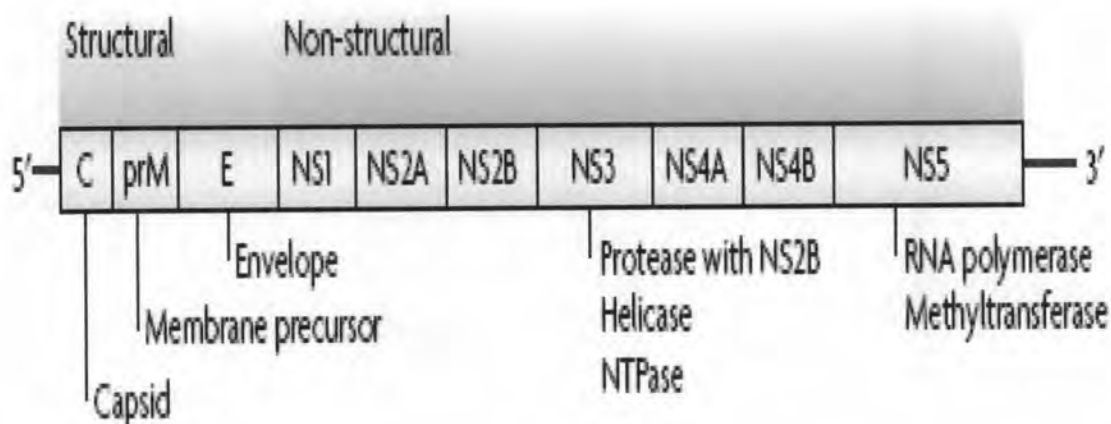 Structural Non-structural
5′ C prM E NS1 NS2A NS2B NS3 NS4A NS4B NS5 3′
Envelope
Membrane precursor
Capsid
Protease with NS2B
Helicase
NTPase
RNA polymerase
Methyltransferase